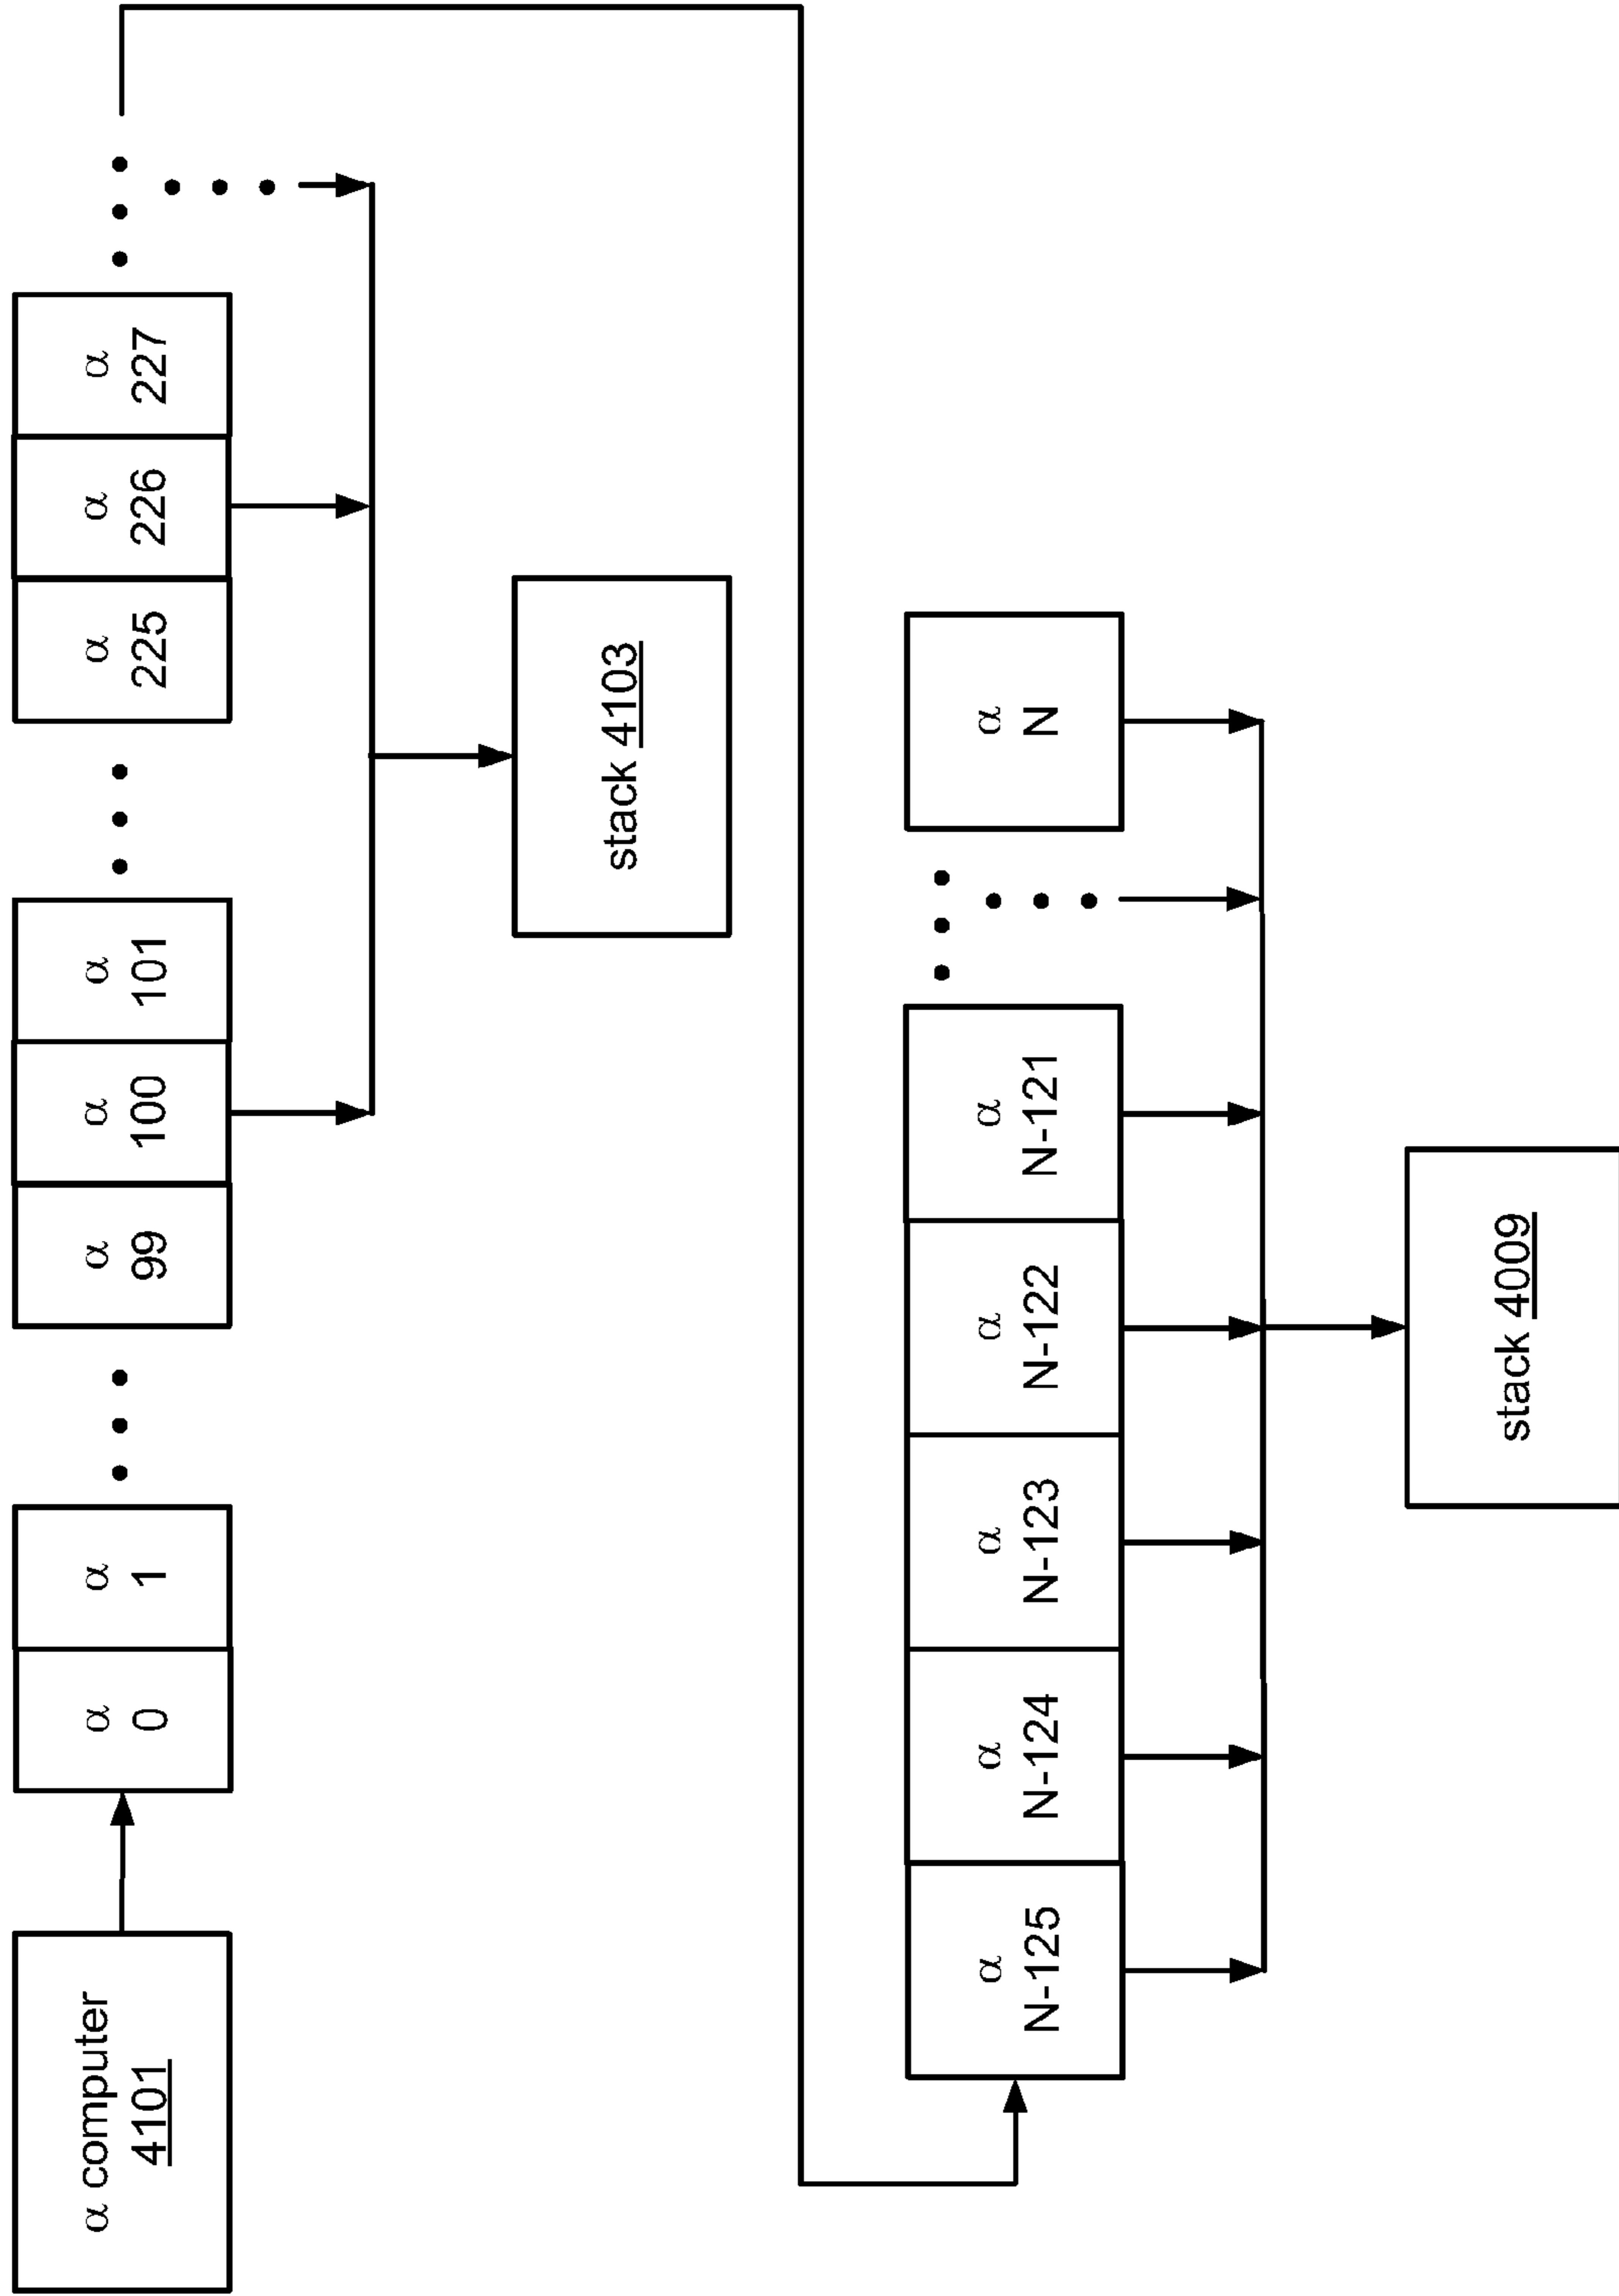 α computer
4101
α
0
α
1
α
99
α
100
α
101
α
225
α
226
α
227
stack 4103
α
N-125
α
N-124
α
N-123
α
N-122
α
N-121
α
N
stack 4009